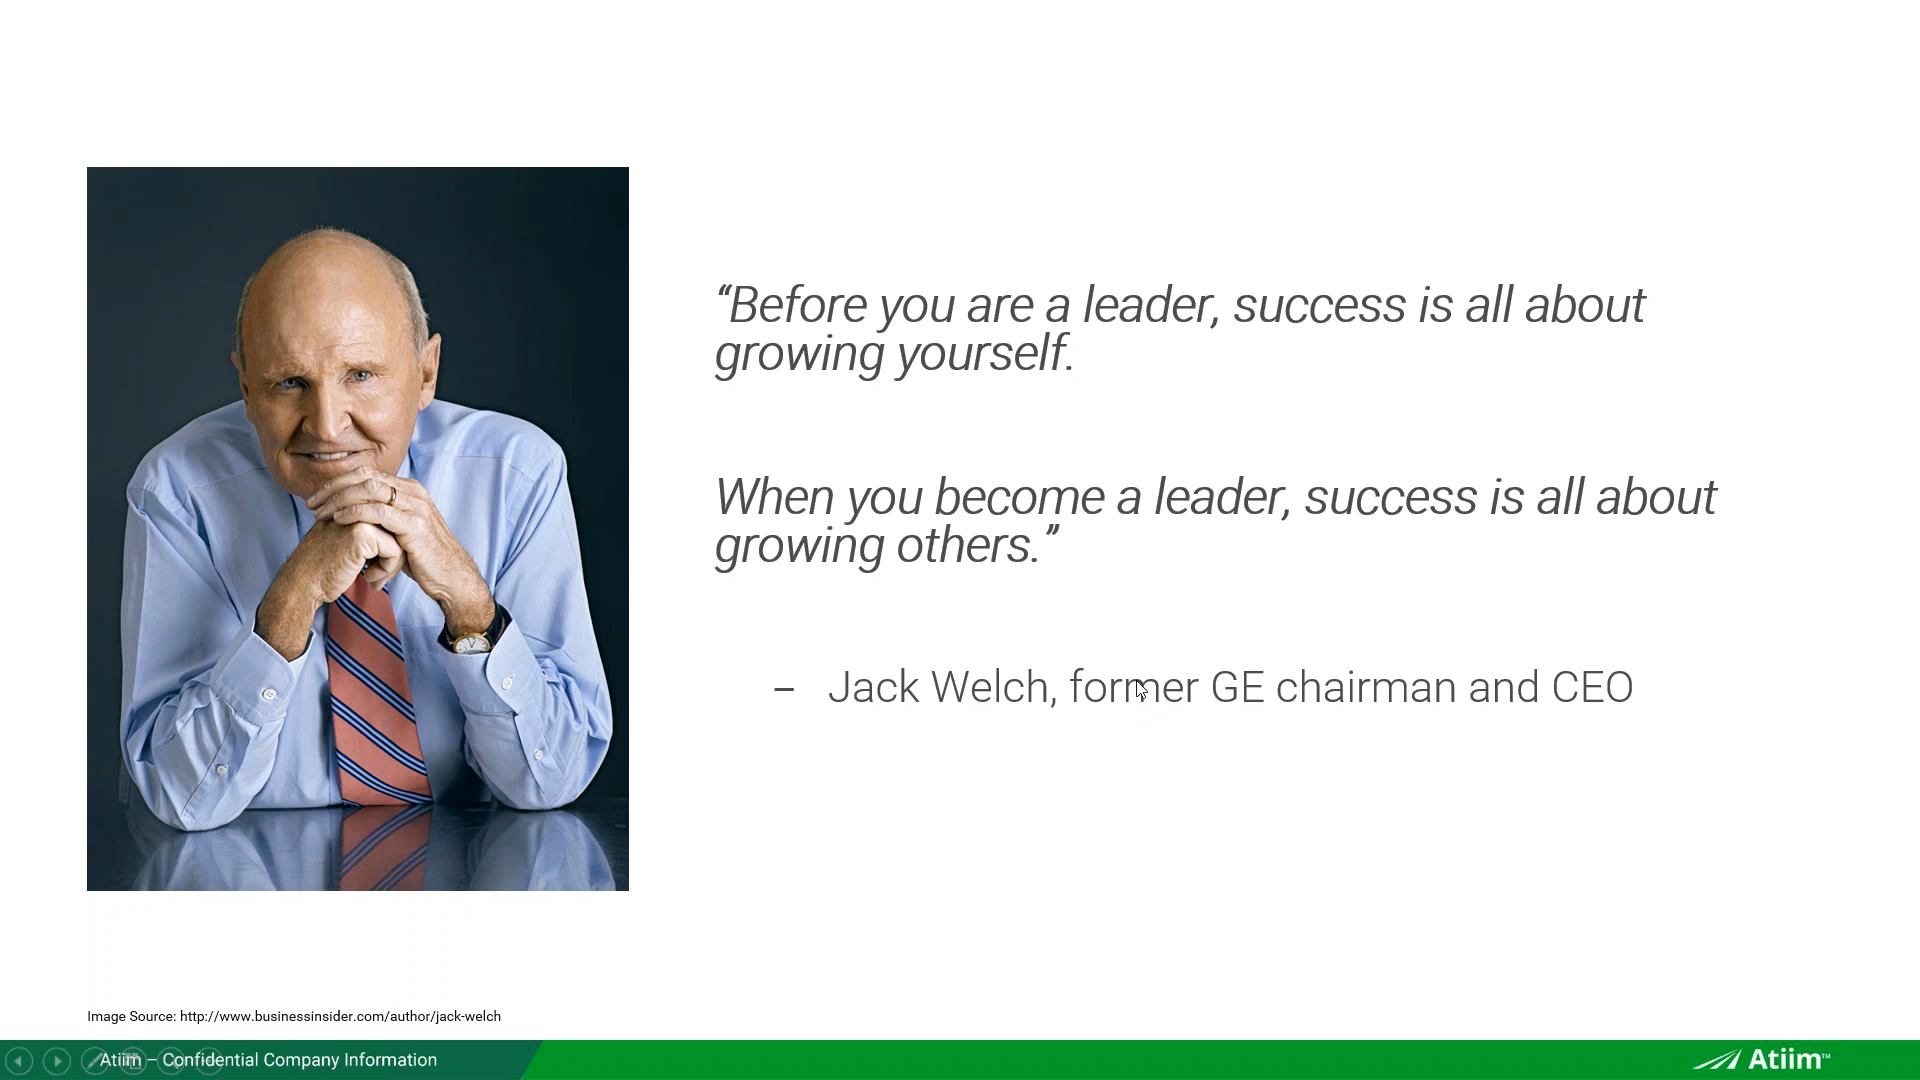 “Before you are a leader, success is all about
growing yourself.
When you become a leader, success is all about
growing others.”
– Jack Welch, former GE chairman and CEO
Image Source: http://www.businessinsider.com/author/jack-welch
Atiim – Confidential Company Information
Atiim™